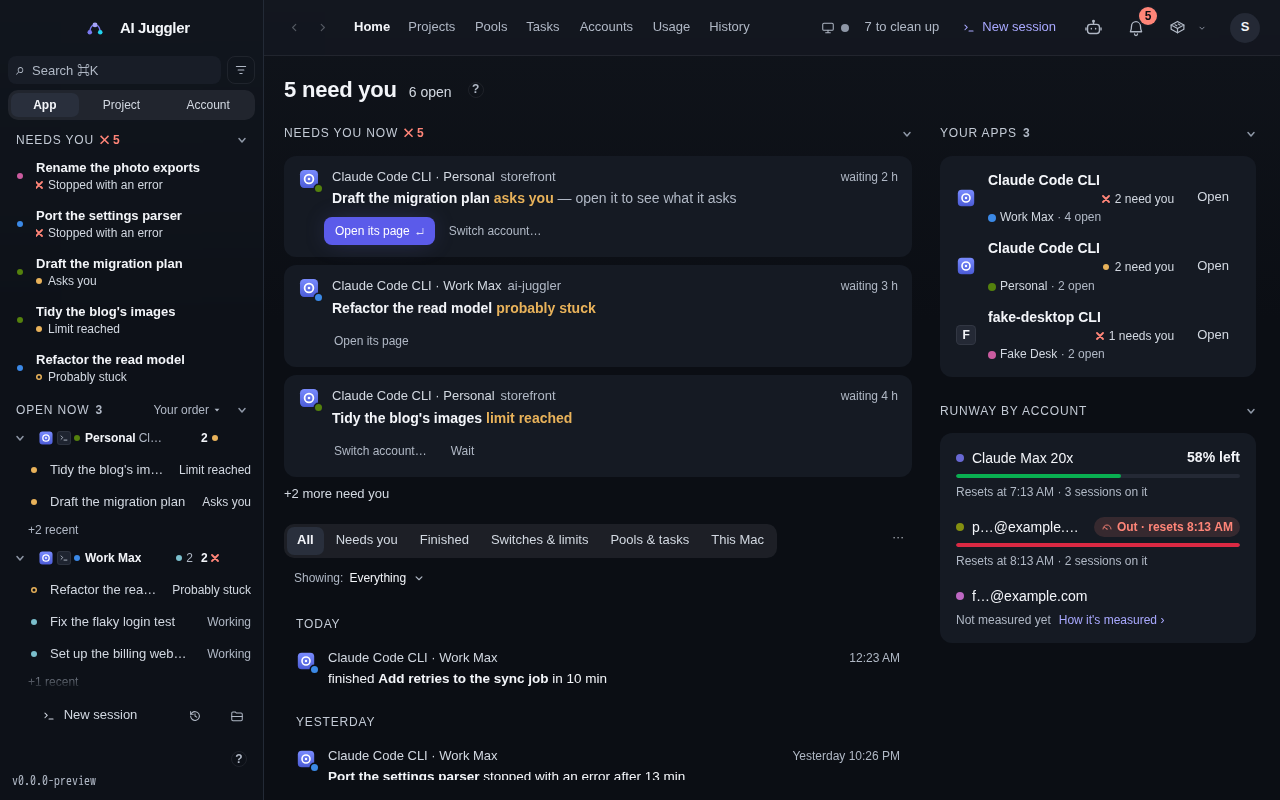 AI Juggler
Search ⌘K
App Project Account
NEEDS YOU 5
Rename the photo exports
Stopped with an error
Port the settings parser
Stopped with an error
Draft the migration plan
Asks you
Tidy the blog's images
Limit reached
Refactor the read model
Probably stuck
OPEN NOW 3 Your order
Personal Cl… 2
Tidy the blog's im… Limit reached
Draft the migration plan Asks you
+2 recent
Work Max 2 2
Refactor the rea… Probably stuck
Fix the flaky login test Working
Set up the billing web… Working
+1 recent
New session
?
v0.0.0-preview
Home Projects Pools Tasks Accounts Usage History
7 to clean up New session 5 S
5 need you 6 open ?
NEEDS YOU NOW 5
Claude Code CLI · Personal storefront waiting 2 h
Draft the migration plan asks you — open it to see what it asks
Open its page Switch account…
Claude Code CLI · Work Max ai-juggler waiting 3 h
Refactor the read model probably stuck
Open its page
Claude Code CLI · Personal storefront waiting 4 h
Tidy the blog's images limit reached
Switch account… Wait
+2 more need you
All Needs you Finished Switches & limits Pools & tasks This Mac …
Showing: Everything
TODAY
Claude Code CLI · Work Max 12:23 AM
finished Add retries to the sync job in 10 min
YESTERDAY
Claude Code CLI · Work Max Yesterday 10:26 PM
Port the settings parser stopped with an error after 13 min
YOUR APPS 3
Claude Code CLI
2 need you Open
Work Max · 4 open
Claude Code CLI
2 need you Open
Personal · 2 open
F fake-desktop CLI
1 needs you Open
Fake Desk · 2 open
RUNWAY BY ACCOUNT
Claude Max 20x 58% left
Resets at 7:13 AM · 3 sessions on it
p…@example.… Out · resets 8:13 AM
Resets at 8:13 AM · 2 sessions on it
f…@example.com
Not measured yet How it's measured ›